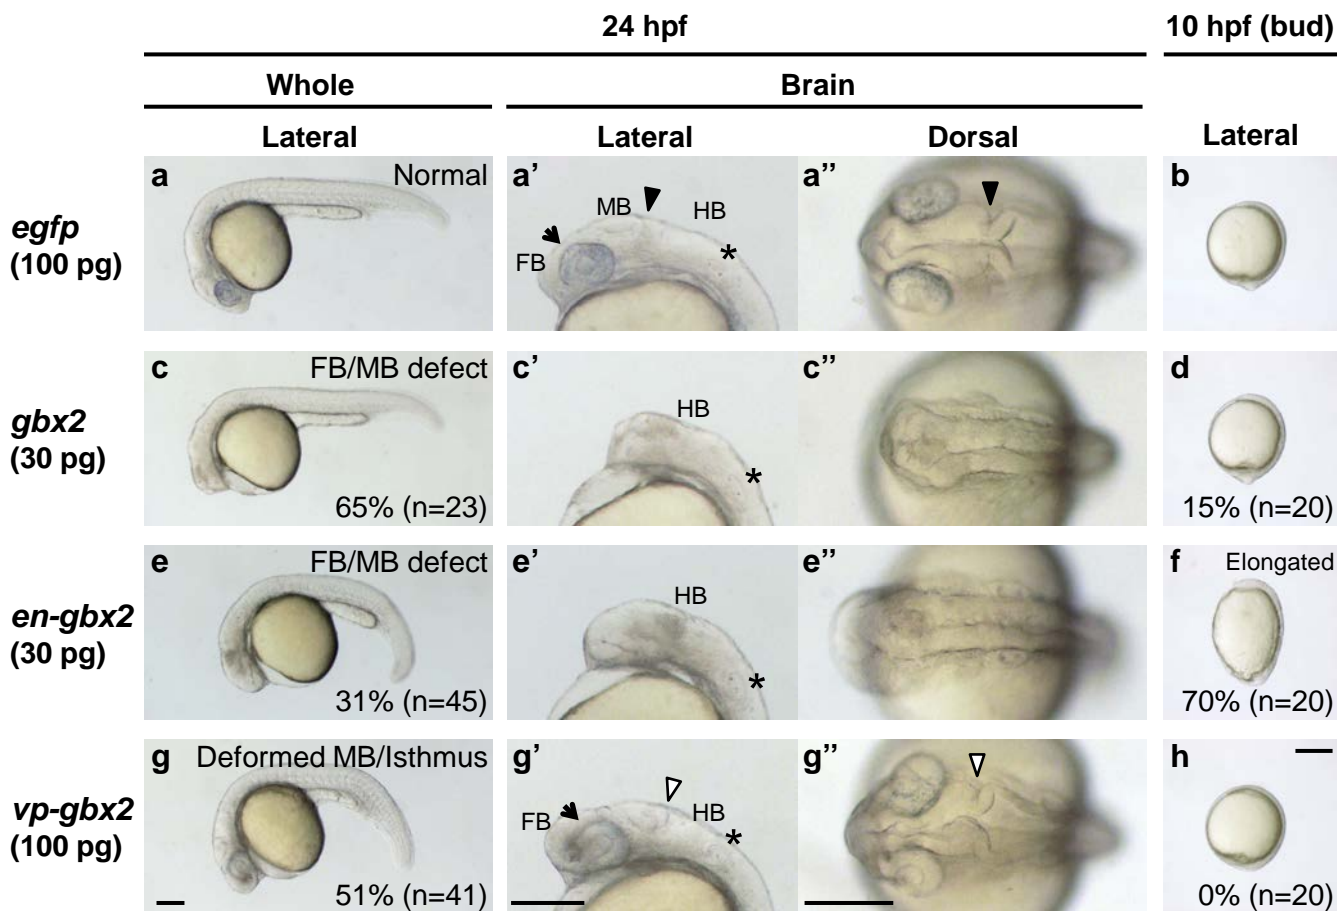 24 hpf
10 hpf (bud)
Whole
Brain
Lateral
Lateral
Dorsal
Lateral
egfp
(100 pg)
a
Normal
a’
MB
HB
FB
*
a’’
b
gbx2
(30 pg)
c
FB/MB defect
65% (n=23)
c’
HB
*
c’’
d
15% (n=20)
en-gbx2
(30 pg)
e
FB/MB defect
31% (n=45)
e’
HB
*
e’’
f
Elongated
70% (n=20)
vp-gbx2
(100 pg)
g
Deformed MB/Isthmus
51% (n=41)
g’
FB
HB
*
g’’
h
0% (n=20)